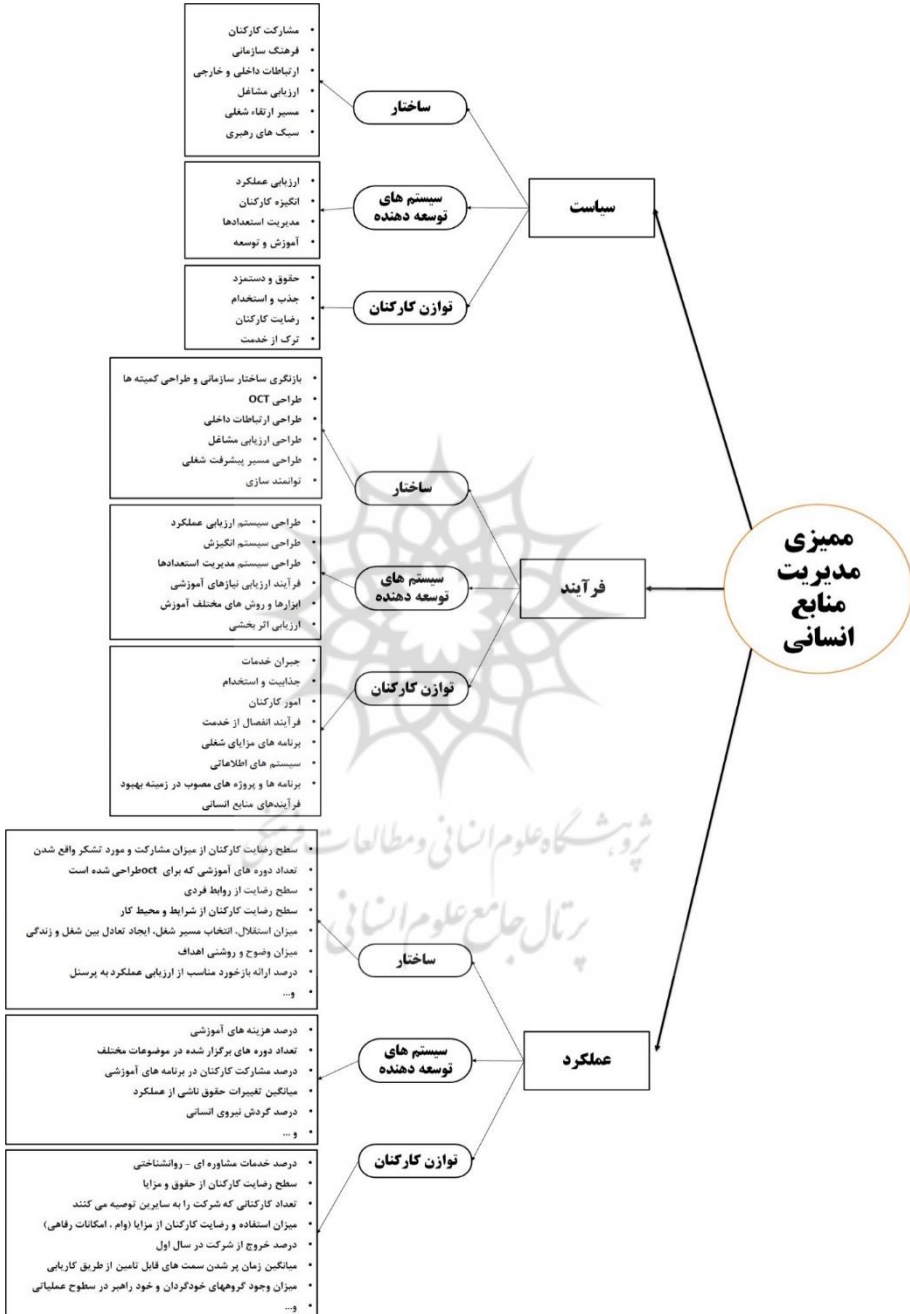 ممیزی
مدیریت
منابع
انسانی
سیاست
ساختار
• مشارکت کارکنان
• فرهنگ سازمانی
• ارتباطات داخلی و خارجی
• ارزیابی مشاغل
• مسیر ارتقاء شغلی
• سبک های رهبری
سیستم های
توسعه دهنده
• ارزیابی عملکرد
• انگیزه کارکنان
• مدیریت استعدادها
• آموزش و توسعه
توازن کارکنان
• حقوق و دستمزد
• جذب و استخدام
• رضایت کارکنان
• ترک از خدمت
فرآیند
ساختار
• بازنگری ساختار سازمانی و طراحی کمیته ها
• طراحی OCT
• طراحی ارتباطات داخلی
• طراحی ارزیابی مشاغل
• طراحی مسیر پیشرفت شغلی
• توانمند سازی
سیستم های
توسعه دهنده
• طراحی سیستم ارزیابی عملکرد
• طراحی سیستم انگیزش
• طراحی سیستم مدیریت استعدادها
• فرآیند ارزیابی نیازهای آموزشی
• ابزارها و روش های مختلف آموزش
• ارزیابی اثر بخشی
توازن کارکنان
• جبران خدمات
• جذابیت و استخدام
• امور کارکنان
• فرآیند انفصال از خدمت
• برنامه های مزایای شغلی
• سیستم های اطلاعاتی
• برنامه ها و پروژه های مصوب در زمینه بهبود
فرآیندهای منابع انسانی
پژوهشگاه علوم انسانی و مطالعات فرهنگی
پرتال جامع علوم انسانی
عملکرد
ساختار
• سطح رضایت کارکنان از میزان مشارکت و مورد تشکر واقع شدن
• تعداد دوره های آموزشی که برای octطراحی شده است
• سطح رضایت از روابط فردی
• سطح رضایت کارکنان از شرایط و محیط کار
• میزان استقلال، انتخاب مسیر شغل، ایجاد تعادل بین شغل و زندگی
• میزان وضوح و روشنی اهداف
• درصد ارائه بازخورد مناسب از ارزیابی عملکرد به پرسنل
• و...
سیستم های
توسعه دهنده
• درصد هزینه های آموزشی
• تعداد دوره های برگزار شده در موضوعات مختلف
• درصد مشارکت کارکنان در برنامه های آموزشی
• میانگین تغییرات حقوق ناشی از عملکرد
• درصد گردش نیروی انسانی
• و ...
توازن کارکنان
• درصد خدمات مشاوره ای - روانشناختی
• سطح رضایت کارکنان از حقوق و مزایا
• تعداد کارکنانی که شرکت را به سایرین توصیه می کنند
• میزان استفاده و رضایت کارکنان از مزایا (وام ، امکانات رفاهی)
• درصد خروج از شرکت در سال اول
• میانگین زمان پر شدن سمت های قابل تامین از طریق کاریابی
• میزان وجود گروههای خودگردان و خود راهبر در سطوح عملیاتی
• و...